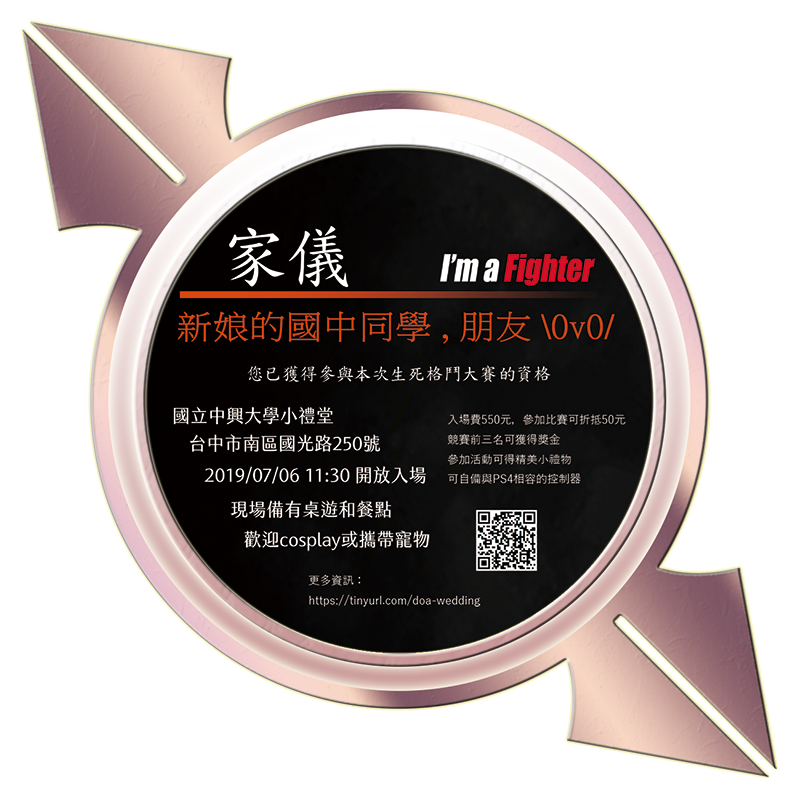 家儀
I'm a Fighter
新娘的國中同學 , 朋友 \0v0/
您已獲得參與本次生死格鬥大賽的資格
國立中興大學小禮堂
台中市南區國光路250號
2019/07/06 11:30 開放入場
現場備有桌遊和餐點
歡迎cosplay或攜帶寵物
入場費550元，參加比賽可折抵50元
競賽前三名可獲得獎金
參加活動可得精美小禮物
可自備與PS4相容的控制器
更多資訊：
https://tinyurl.com/doa-wedding